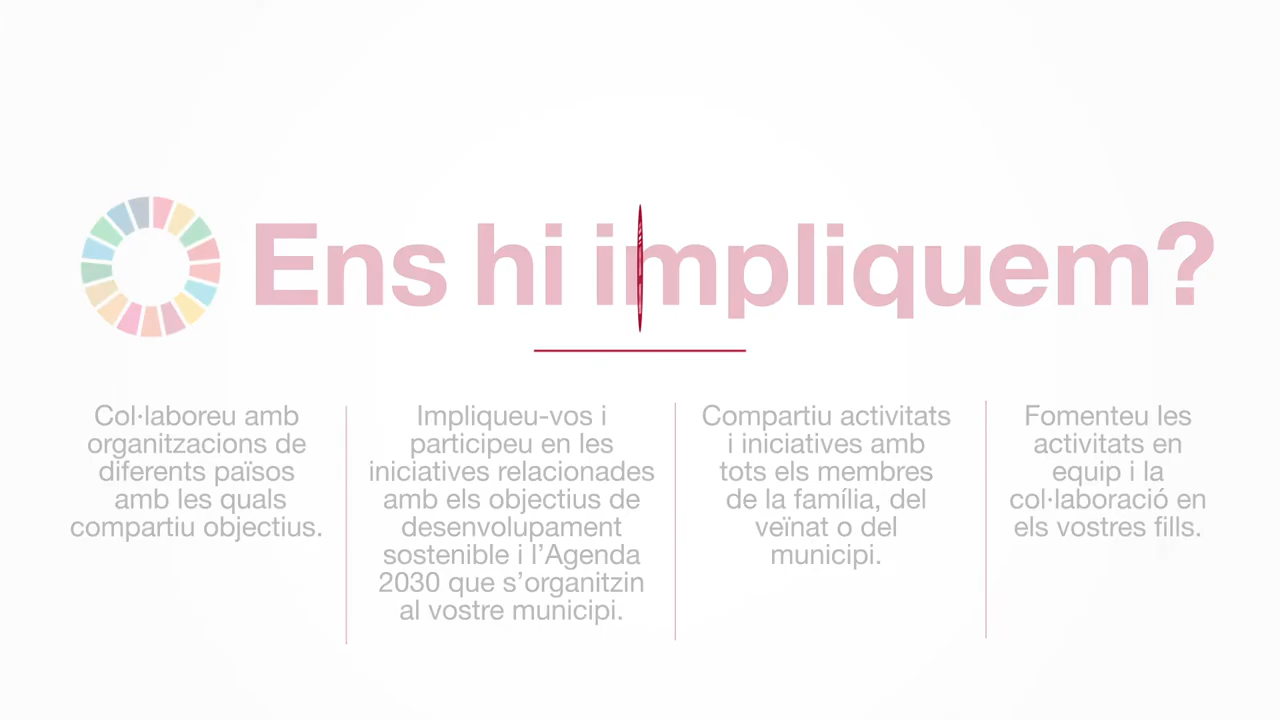 Ens hi impliquem?
Col·laboreu amb
organitzacions de
diferents països
amb les quals
compartiu objectius.
Impliqueu-vos i
participeu en les
iniciatives relacionades
amb els objectius de
desenvolupament
sostenible i l’Agenda
2030 que s’organitzin
al vostre municipi.
Compartiu activitats
i iniciatives amb
tots els membres
de la família, del
veïnat o del
municipi.
Fomenteu les
activitats en
equip i la
col·laboració en
els vostres fills.